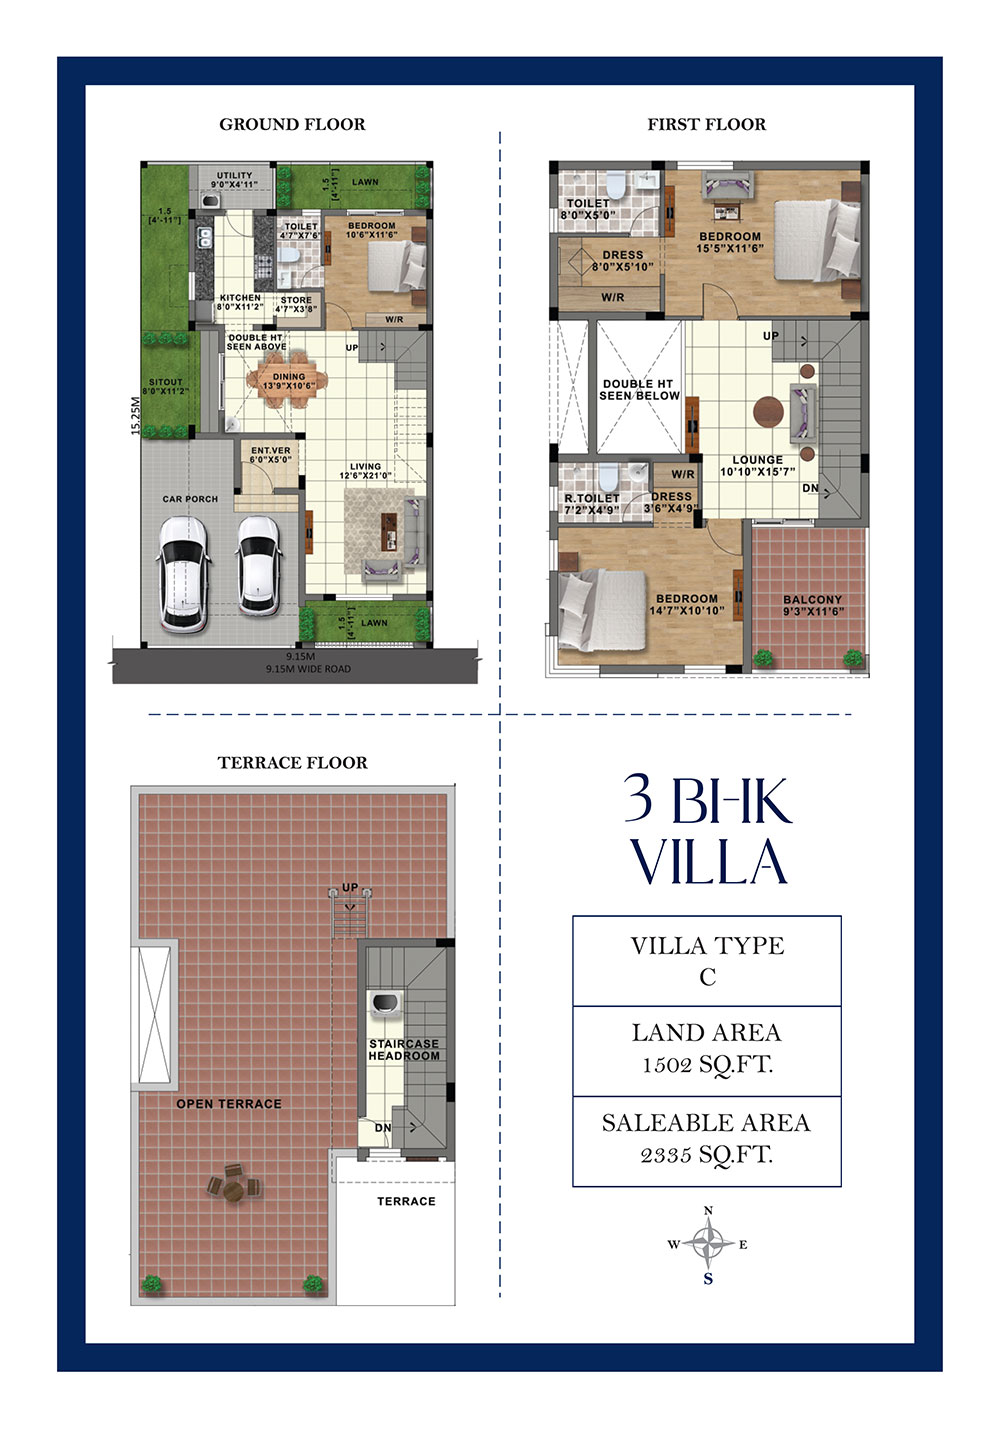 GROUND FLOOR
UTILITY
9'0"X4'11"
LAWN
1.5
[4'-11"]
1.5
[4'-11"]
TOILET
4'7"X7'6"
BEDROOM
10'6"X11'6"
KITCHEN
8'0"X11'2"
STORE
4'7"X3'8"
W/R
DOUBLE HT
SEEN ABOVE
UP
SITOUT
8'0"X11'2"
DINING
13'9"X10'6"
15.25M
ENT.VER
6'0"X5'0"
LIVING
12'6"X21'0"
CAR PORCH
1.5
[4'-11"]
LAWN
9.15M
9.15M WIDE ROAD
FIRST FLOOR
TOILET
8'0"X5'0"
BEDROOM
15'5"X11'6"
DRESS
8'0"X5'10"
W/R
UP
DOUBLE HT
SEEN BELOW
LOUNGE
10'10"X15'7"
W/R
DN
R.TOILET
7'2"X4'9"
DRESS
3'6"X4'9"
BEDROOM
14'7"X10'10"
BALCONY
9'3"X11'6"
TERRACE FLOOR
UP
STAIRCASE
HEADROOM
OPEN TERRACE
DN
TERRACE
3 BHK
VILLA
VILLA TYPE
C
LAND AREA
1502 SQ.FT.
SALEABLE AREA
2335 SQ.FT.
N
W E
S